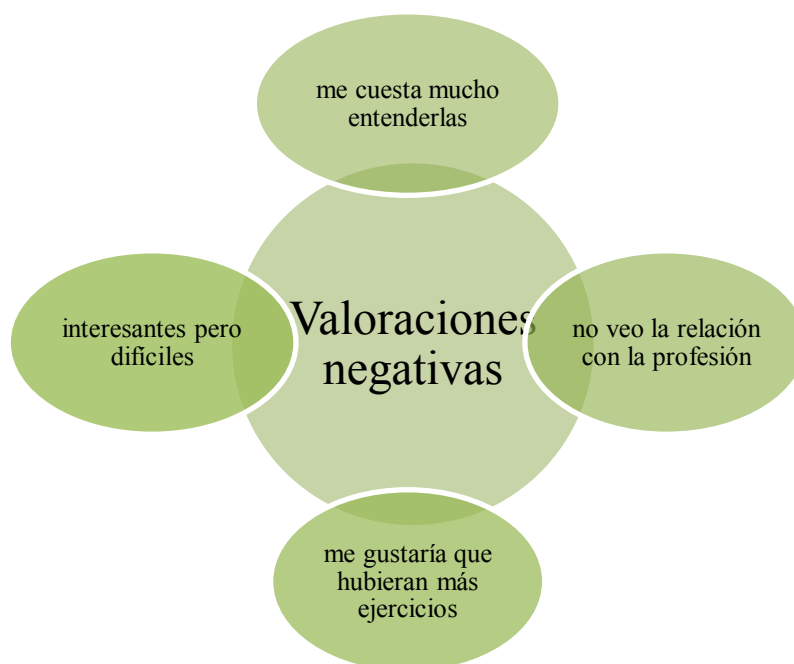 me cuesta mucho
entenderlas
interesantes pero
difíciles
Valoraciones
negativas
no veo la relación
con la profesión
me gustaría que
hubieran más
ejercicios